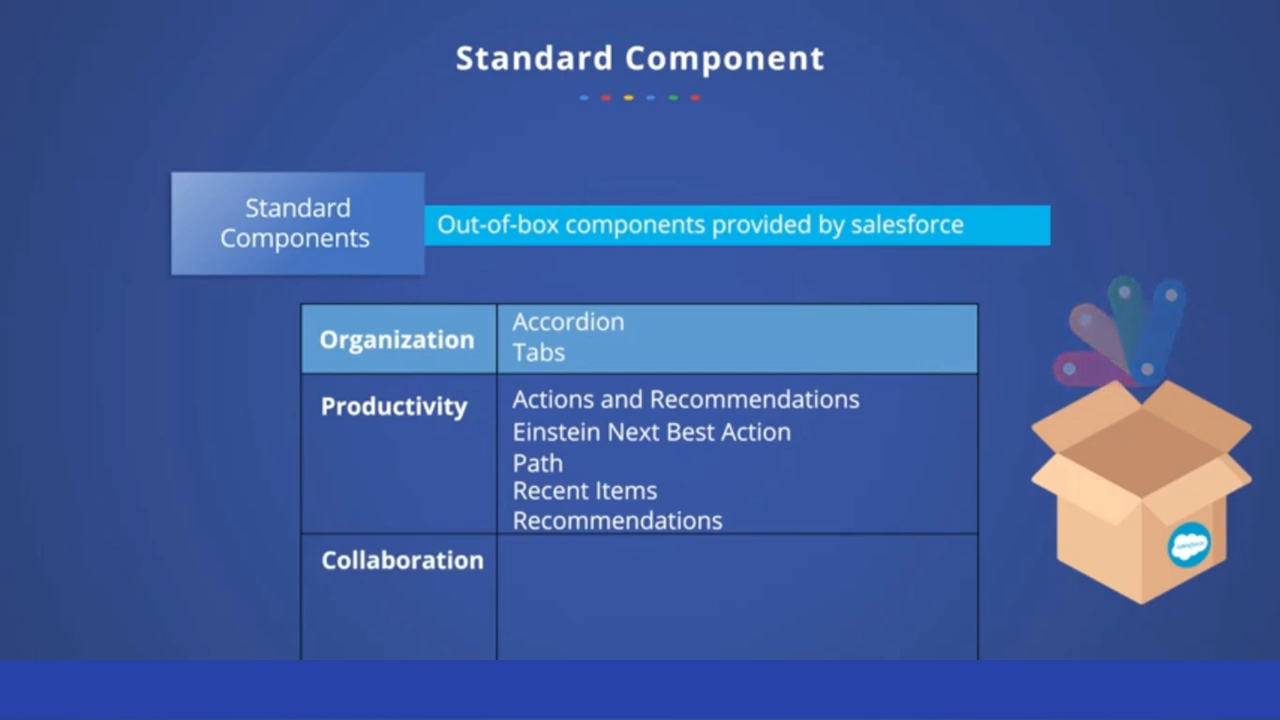 Standard Component
Standard
Components
Out-of-box components provided by salesforce
Organization
Accordion
Tabs
Productivity
Actions and Recommendations
Einstein Next Best Action
Path
Recent Items
Recommendations
Collaboration